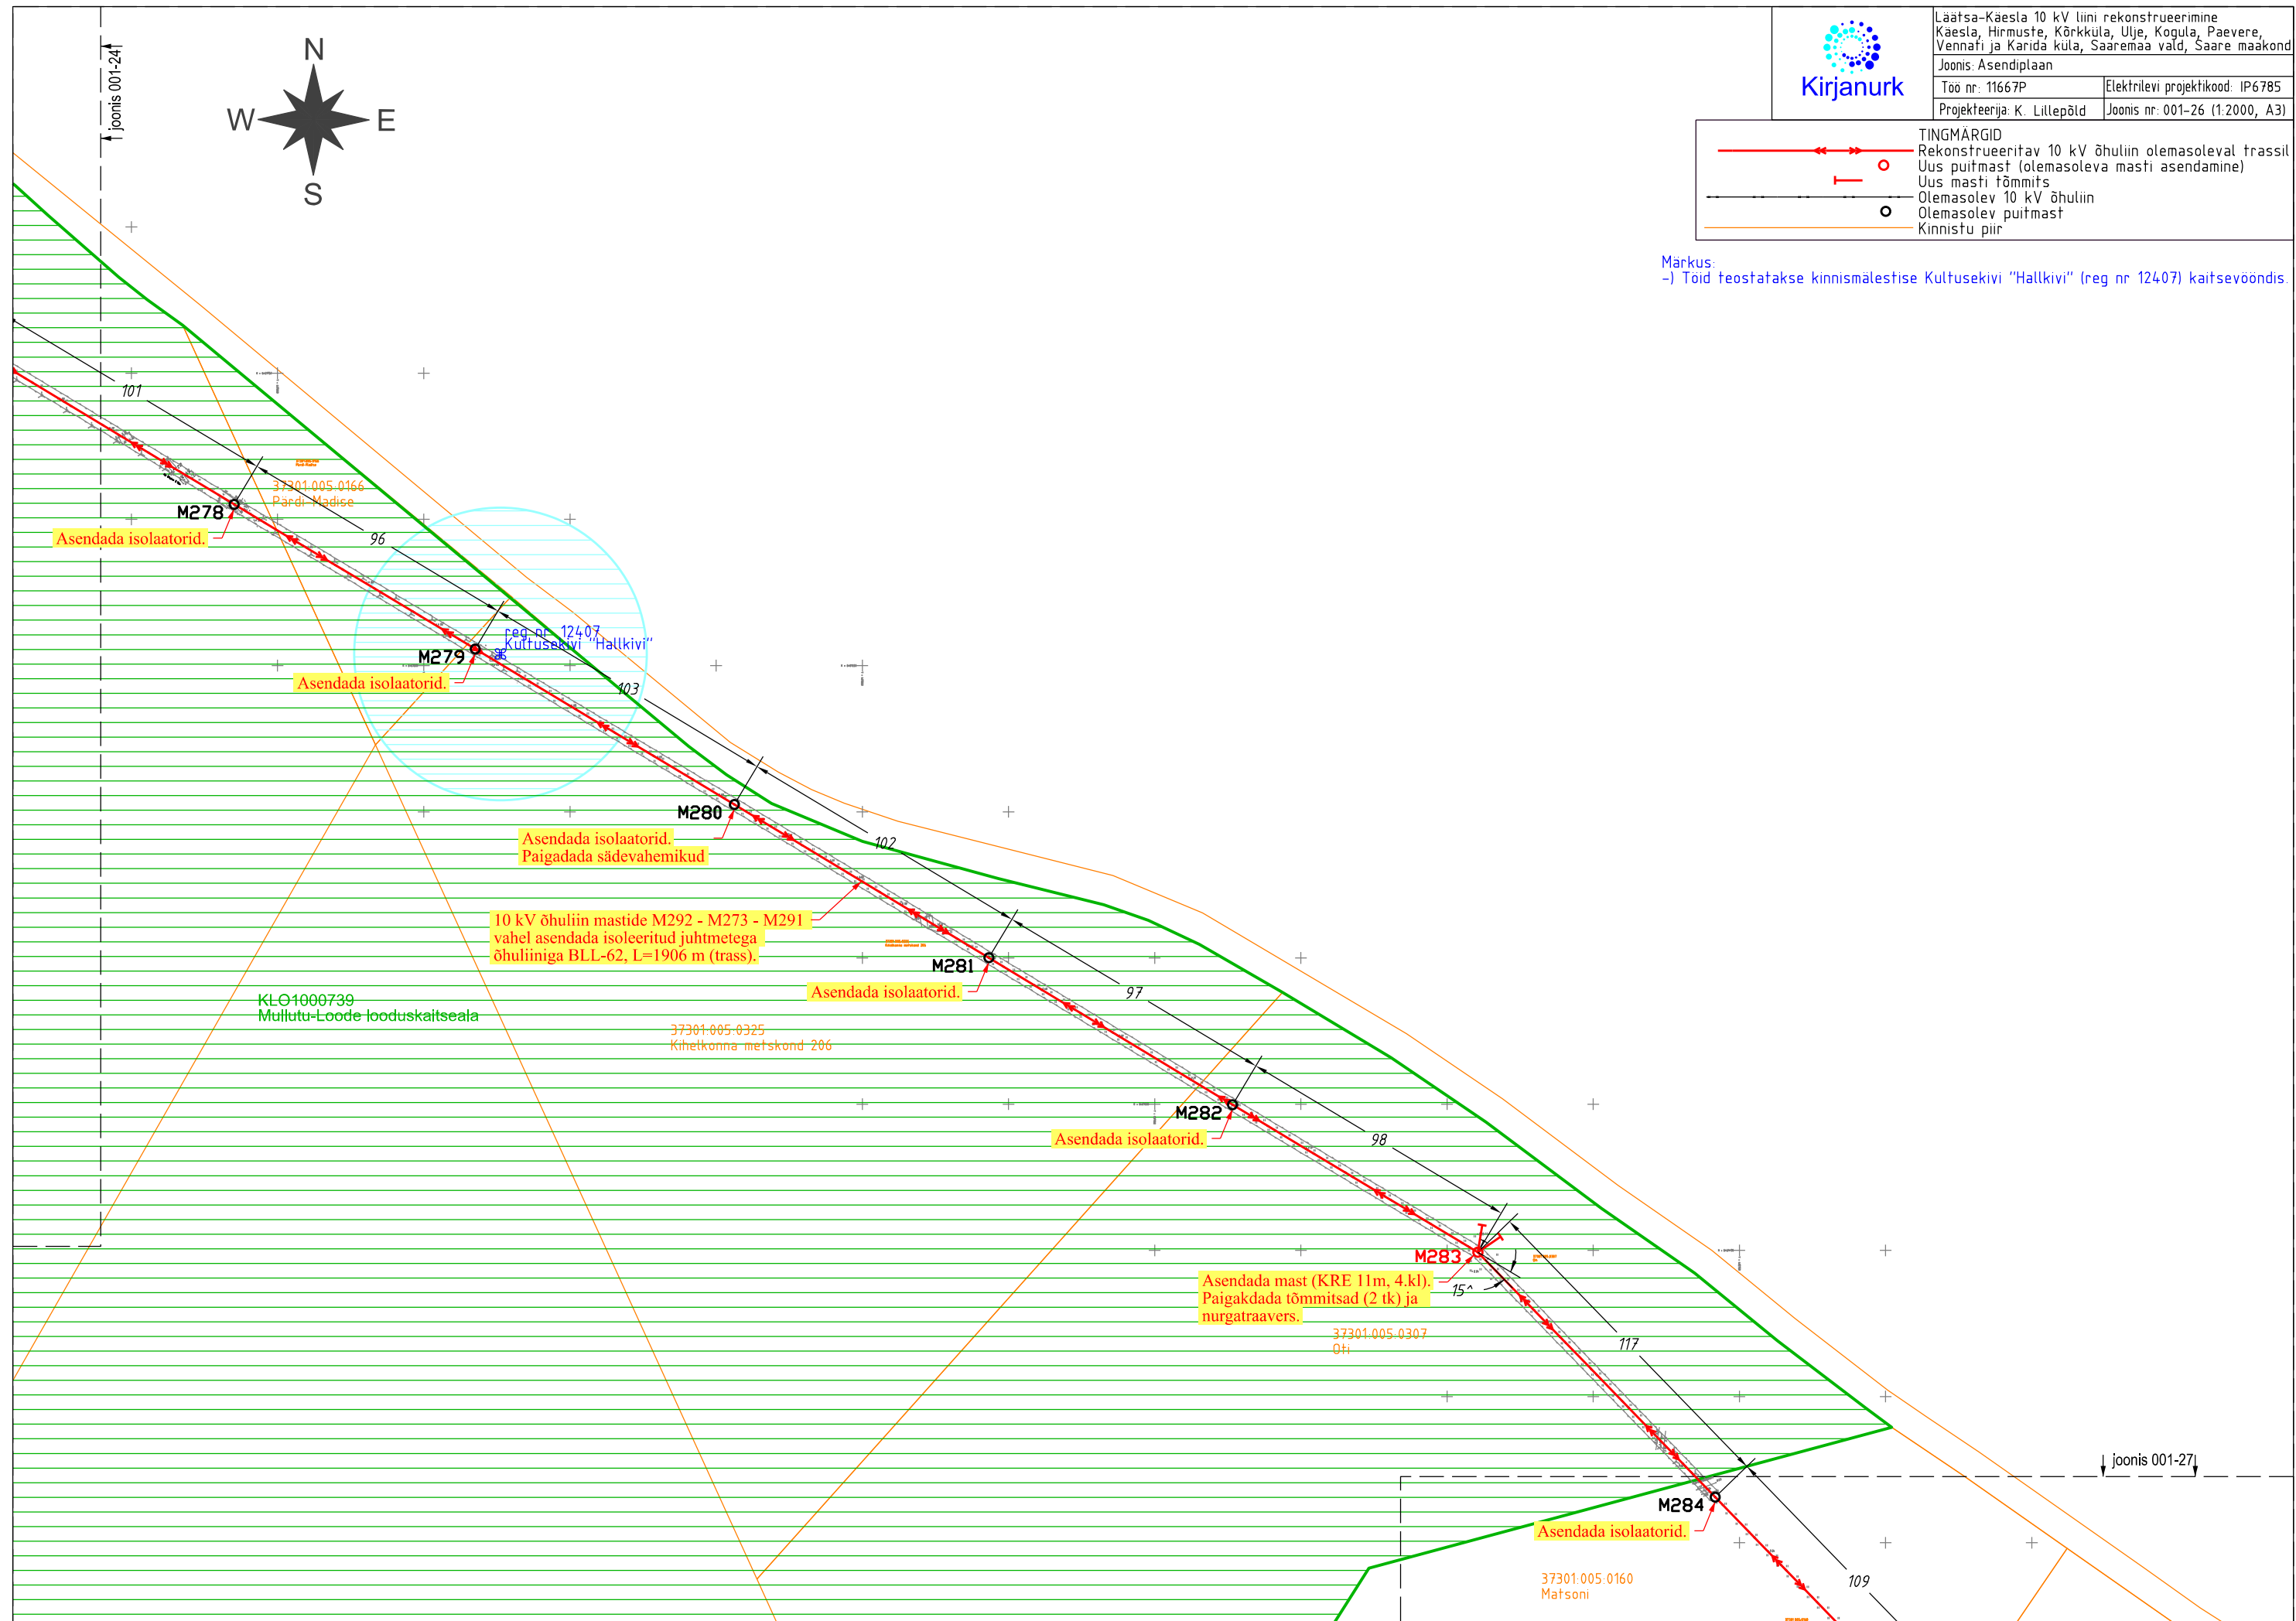 joonis 001-24
N
W
E
S
Kirjanurk
Läätsa-Käesla 10 kV liini rekonstrueerimine
Käesla, Hirmuste, Kõrkküla, Ulje, Kogula, Paevere,
Vennati ja Karida küla, Saaremaa vald, Saare maakond
Joonis: Asendiplaan
Töö nr: 11667P
Elektrilevi projektikood: IP6785
Projekteerija: K. Lillepõld
Joonis nr: 001-26 (1:2000, A3)
TINGMÄRGID
Rekonstrueeritav 10 kV õhuliin olemasoleval trassil
Uus puitmast (olemasoleva masti asendamine)
Uus masti tõmmits
Olemasolev 10 kV õhuliin
Olemasolev puitmast
Kinnistu piir
Märkus:
-) Töid teostatakse kinnismälestise Kultusekivi "Hallkivi" (reg nr 12407) kaitsevööndis.
101
37301:005:0166
Pärdi-Madise
M278
Asendada isolaatorid.
96
reg nr 12407
Kultusekivi "Hallkivi"
M279
Asendada isolaatorid.
103
M280
Asendada isolaatorid.
Paigadada sädevahemikud
102
10 kV õhuliin mastide M292 - M273 - M291
vahel asendada isoleeritud juhtmetega
õhuliiniga BLL-62, L=1906 m (trass).
M281
Asendada isolaatorid.
97
KLO1000739
Mullutu-Loode looduskaitseala
37301:005:0325
Kihelkonna metskond 206
M282
Asendada isolaatorid.
98
M283
Asendada mast (KRE 11m, 4.kl).
Paigakdada tõmmitsad (2 tk) ja
nurgatraavers.
15^
37301:005:0307
Oti
117
joonis 001-27
M284
Asendada isolaatorid.
37301:005:0160
Matsoni
109